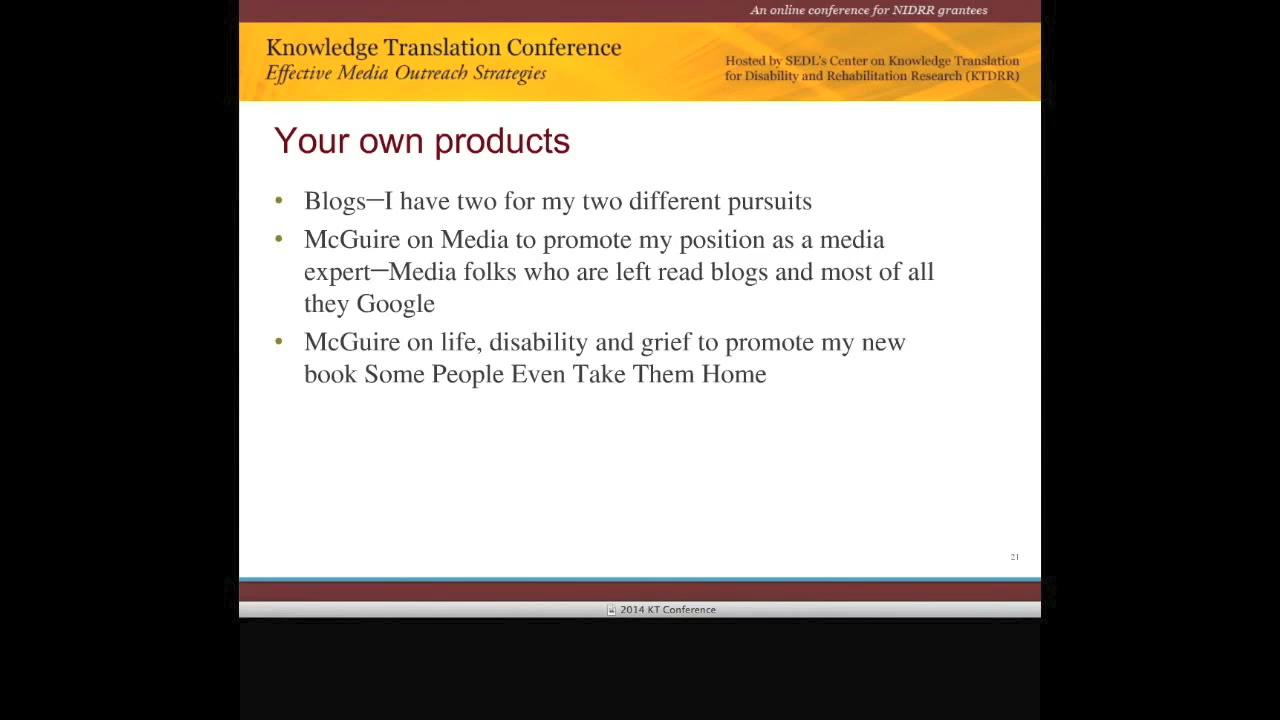 An online conference for NIDRR grantees
Knowledge Translation Conference
Effective Media Outreach Strategies
Hosted by SEDL's Center on Knowledge Translation
for Disability and Rehabilitation Research (KTDRR)
Your own products
• Blogs—I have two for my two different pursuits
• McGuire on Media to promote my position as a media
expert—Media folks who are left read blogs and most of all
they Google
• McGuire on life, disability and grief to promote my new
book Some People Even Take Them Home
21
2014 KT Conference